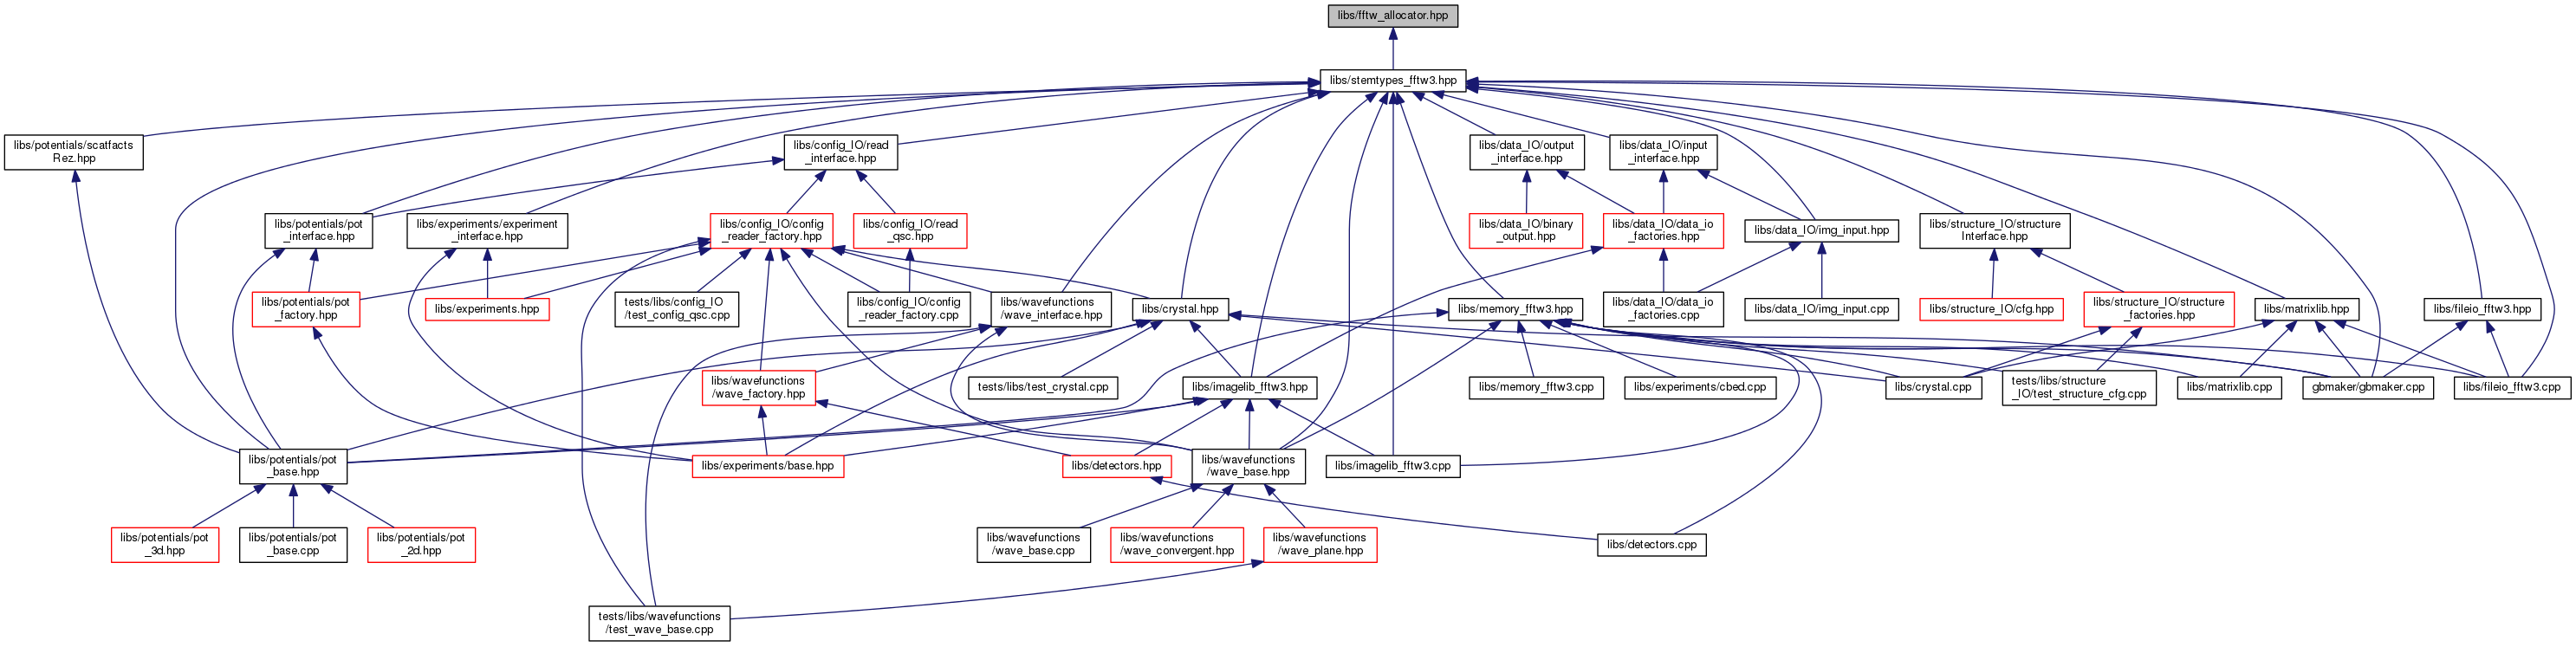 libs/fftw_allocator.hpp
libs/stemtypes_fftw3.hpp
libs/potentials/scatfacts
Rez.hpp
libs/config_IO/read
_interface.hpp
libs/data_IO/output
_interface.hpp
libs/data_IO/input
_interface.hpp
libs/potentials/pot
_interface.hpp
libs/experiments/experiment
_interface.hpp
libs/config_IO/config
_reader_factory.hpp
libs/config_IO/read
_qsc.hpp
libs/data_IO/binary
_output.hpp
libs/data_IO/data_io
_factories.hpp
libs/data_IO/img_input.hpp
libs/structure_IO/structure
Interface.hpp
libs/potentials/pot
_factory.hpp
libs/experiments.hpp
tests/libs/config_IO
/test_config_qsc.cpp
libs/config_IO/config
_reader_factory.cpp
libs/wavefunctions
/wave_interface.hpp
libs/crystal.hpp
libs/memory_fftw3.hpp
libs/data_IO/data_io
_factories.cpp
libs/data_IO/img_input.cpp
libs/structure_IO/cfg.hpp
libs/structure_IO/structure
_factories.hpp
libs/matrixlib.hpp
libs/fileio_fftw3.hpp
libs/wavefunctions
/wave_factory.hpp
tests/libs/test_crystal.cpp
libs/imagelib_fftw3.hpp
libs/memory_fftw3.cpp
libs/experiments/cbed.cpp
libs/crystal.cpp
tests/libs/structure
_IO/test_structure_cfg.cpp
libs/matrixlib.cpp
gbmaker/gbmaker.cpp
libs/fileio_fftw3.cpp
libs/potentials/pot
_base.hpp
libs/experiments/base.hpp
libs/detectors.hpp
libs/wavefunctions
/wave_base.hpp
libs/imagelib_fftw3.cpp
libs/potentials/pot
_3d.hpp
libs/potentials/pot
_base.cpp
libs/potentials/pot
_2d.hpp
libs/wavefunctions
/wave_base.cpp
libs/wavefunctions
/wave_convergent.hpp
libs/wavefunctions
/wave_plane.hpp
libs/detectors.cpp
tests/libs/wavefunctions
/test_wave_base.cpp